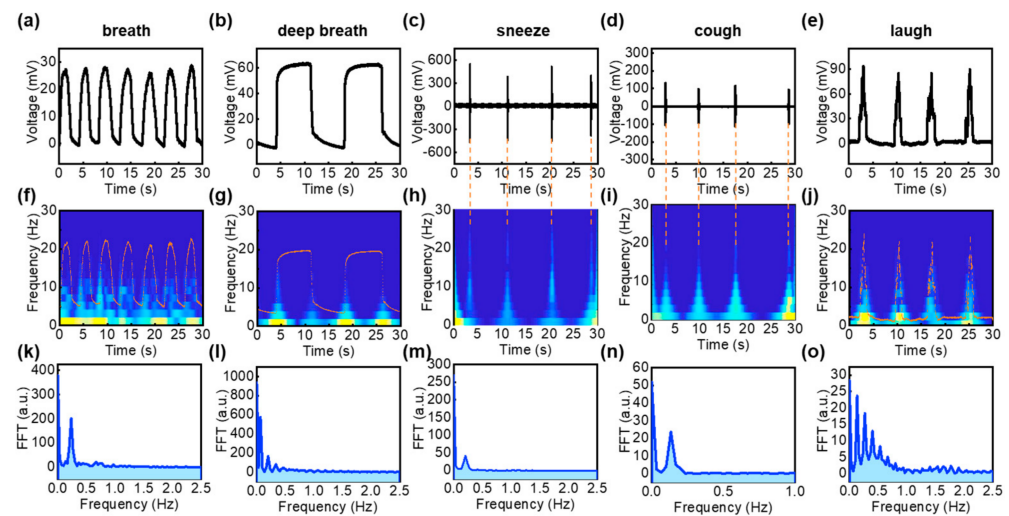 (a) breath
(b) deep breath
(c) sneeze
(d) cough
(e) laugh
Voltage (mV)
30
20
10
0
0 5 10 15 20 25 30
Time (s)
Voltage (mV)
60
40
20
0
0 5 10 15 20 25 30
Time (s)
Voltage (mV)
600
300
0
-300
-600
0 5 10 15 20 25 30
Time (s)
Voltage (mV)
300
200
100
0
-100
-200
-300
0 5 10 15 20 25 30
Time (s)
Voltage (mV)
90
60
30
0
0 5 10 15 20 25 30
Time (s)
(f)
Frequency (Hz)
30
20
10
0
0 5 10 15 20 25 30
Time (s)
(g)
Frequency (Hz)
30
20
10
0
0 5 10 15 20 25 30
Time (s)
(h)
Frequency (Hz)
30
20
10
0
0 5 10 15 20 25 30
Time (s)
(i)
Frequency (Hz)
30
20
10
0
0 5 10 15 20 25 30
Time (s)
(j)
Frequency (Hz)
30
20
10
0
0 5 10 15 20 25 30
Time (s)
(k)
FFT (a.u.)
400
300
200
100
0
0.0 0.5 1.0 1.5 2.0 2.5
Frequency (Hz)
(l)
FFT (a.u.)
1000
800
600
400
200
0
0.0 0.5 1.0 1.5 2.0 2.5
Frequency (Hz)
(m)
FFT (a.u.)
300
250
200
150
100
50
0
0.0 0.5 1.0 1.5 2.0 2.5
Frequency (Hz)
(n)
FFT (a.u.)
60
50
40
30
20
10
0
0.0 0.5 1.0
Frequency (Hz)
(o)
FFT (a.u.)
30
25
20
15
10
5
0
0.0 0.5 1.0 1.5 2.0 2.5
Frequency (Hz)